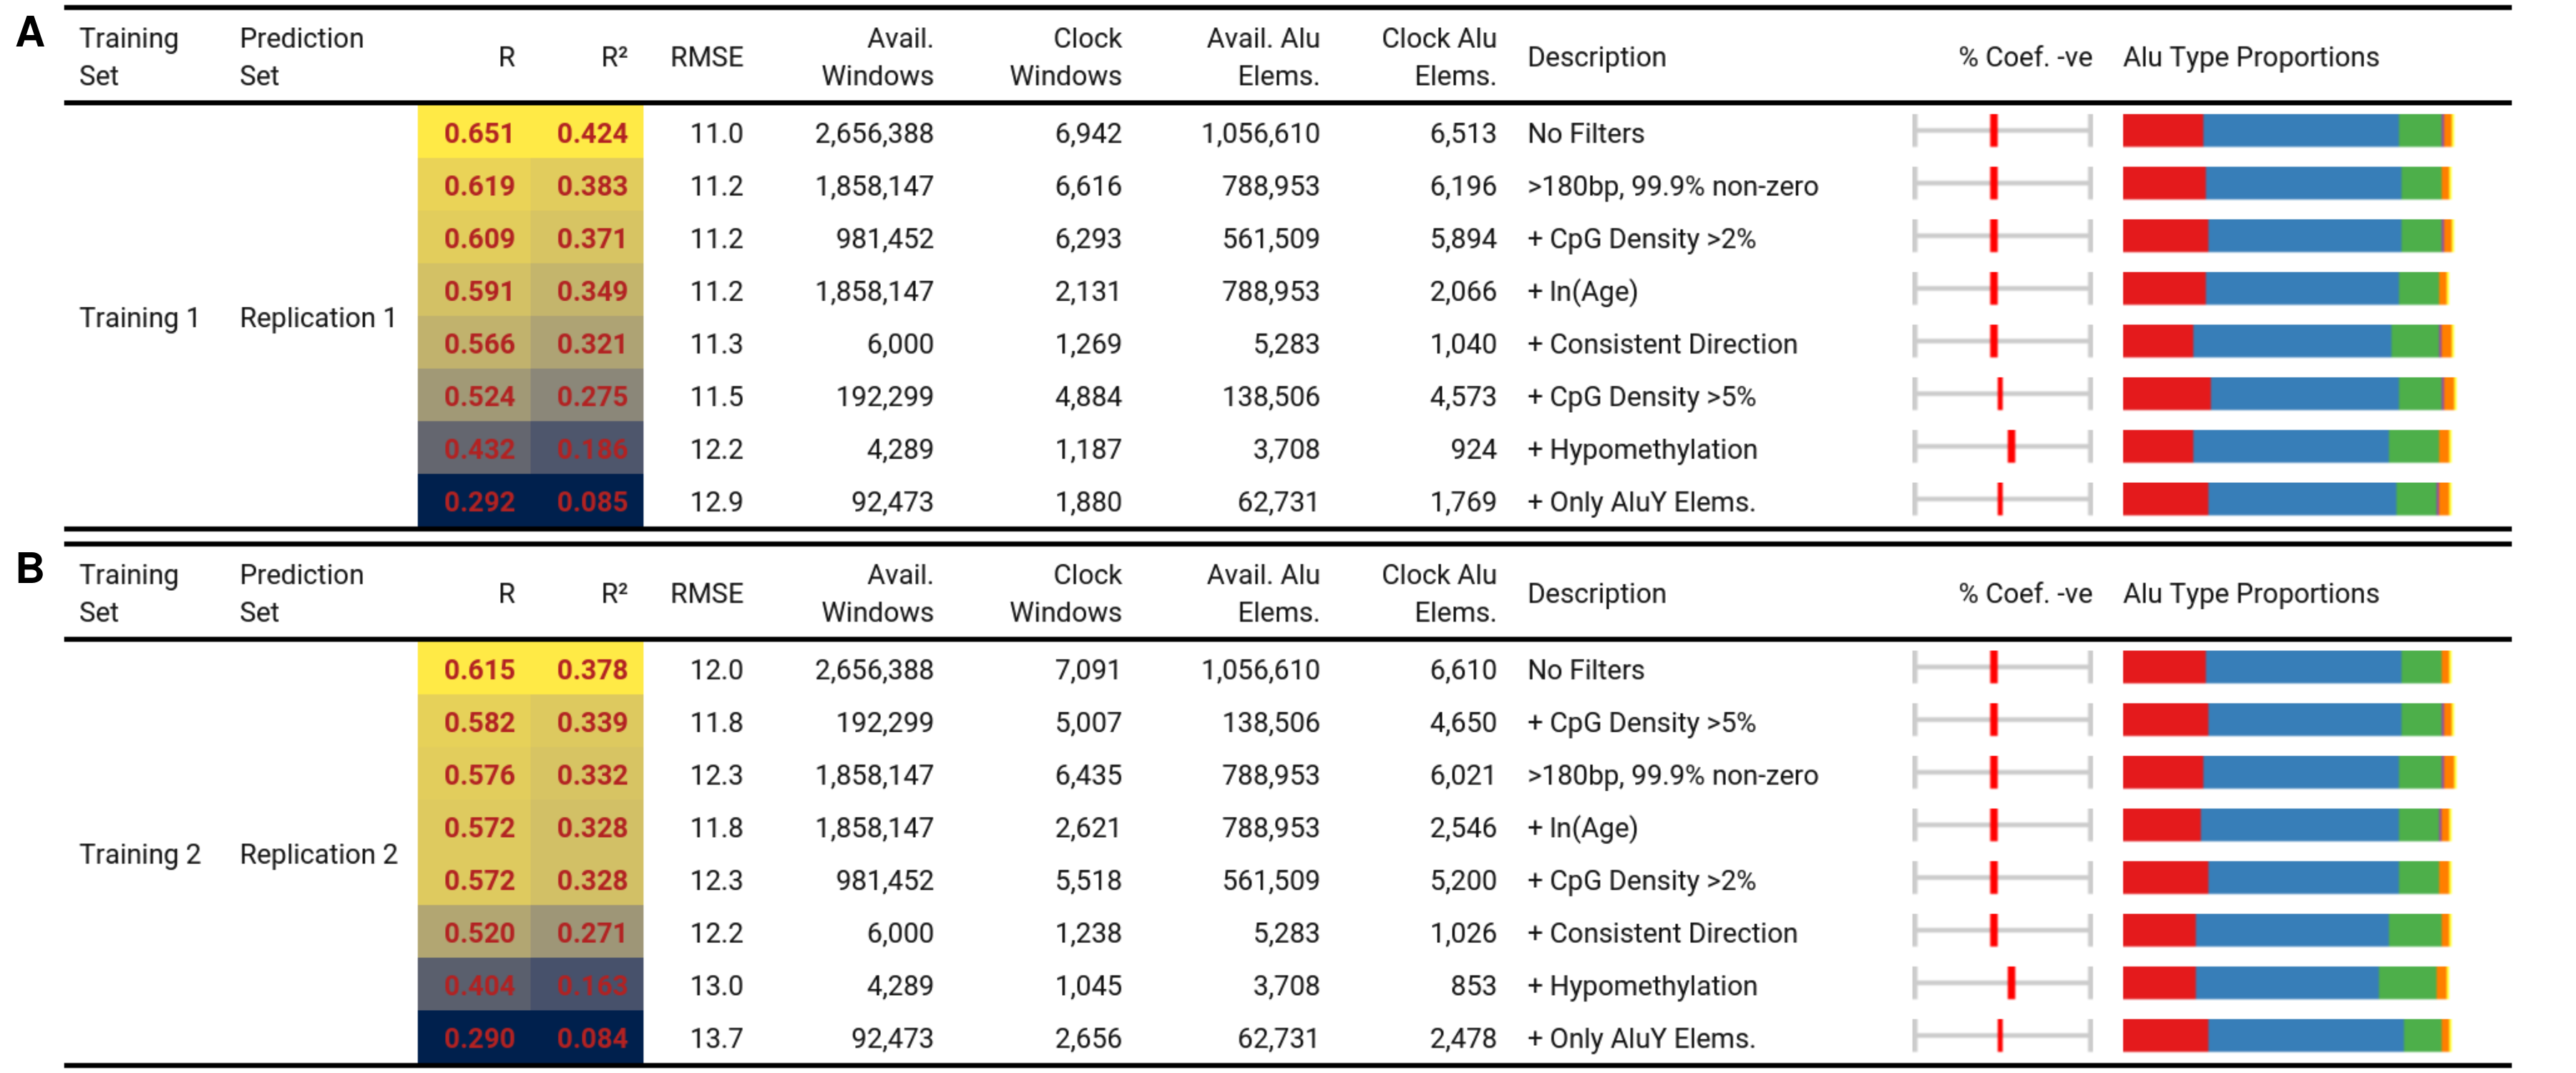 A
Training Set Prediction Set R R² RMSE Avail. Windows Clock Windows Avail. Alu Elems. Clock Alu Elems. Description % Coef. -ve Alu Type Proportions
Training 1 Replication 1
0.651 0.424 11.0 2,656,388 6,942 1,056,610 6,513 No Filters
0.619 0.383 11.2 1,858,147 6,616 788,953 6,196 >180bp, 99.9% non-zero
0.609 0.371 11.2 981,452 6,293 561,509 5,894 + CpG Density >2%
0.591 0.349 11.2 1,858,147 2,131 788,953 2,066 + ln(Age)
0.566 0.321 11.3 6,000 1,269 5,283 1,040 + Consistent Direction
0.524 0.275 11.5 192,299 4,884 138,506 4,573 + CpG Density >5%
0.432 0.186 12.2 4,289 1,187 3,708 924 + Hypomethylation
0.292 0.085 12.9 92,473 1,880 62,731 1,769 + Only AluY Elems.
B
Training Set Prediction Set R R² RMSE Avail. Windows Clock Windows Avail. Alu Elems. Clock Alu Elems. Description % Coef. -ve Alu Type Proportions
Training 2 Replication 2
0.615 0.378 12.0 2,656,388 7,091 1,056,610 6,610 No Filters
0.582 0.339 11.8 192,299 5,007 138,506 4,650 + CpG Density >5%
0.576 0.332 12.3 1,858,147 6,435 788,953 6,021 >180bp, 99.9% non-zero
0.572 0.328 11.8 1,858,147 2,621 788,953 2,546 + ln(Age)
0.572 0.328 12.3 981,452 5,518 561,509 5,200 + CpG Density >2%
0.520 0.271 12.2 6,000 1,238 5,283 1,026 + Consistent Direction
0.404 0.163 13.0 4,289 1,045 3,708 853 + Hypomethylation
0.290 0.084 13.7 92,473 2,656 62,731 2,478 + Only AluY Elems.